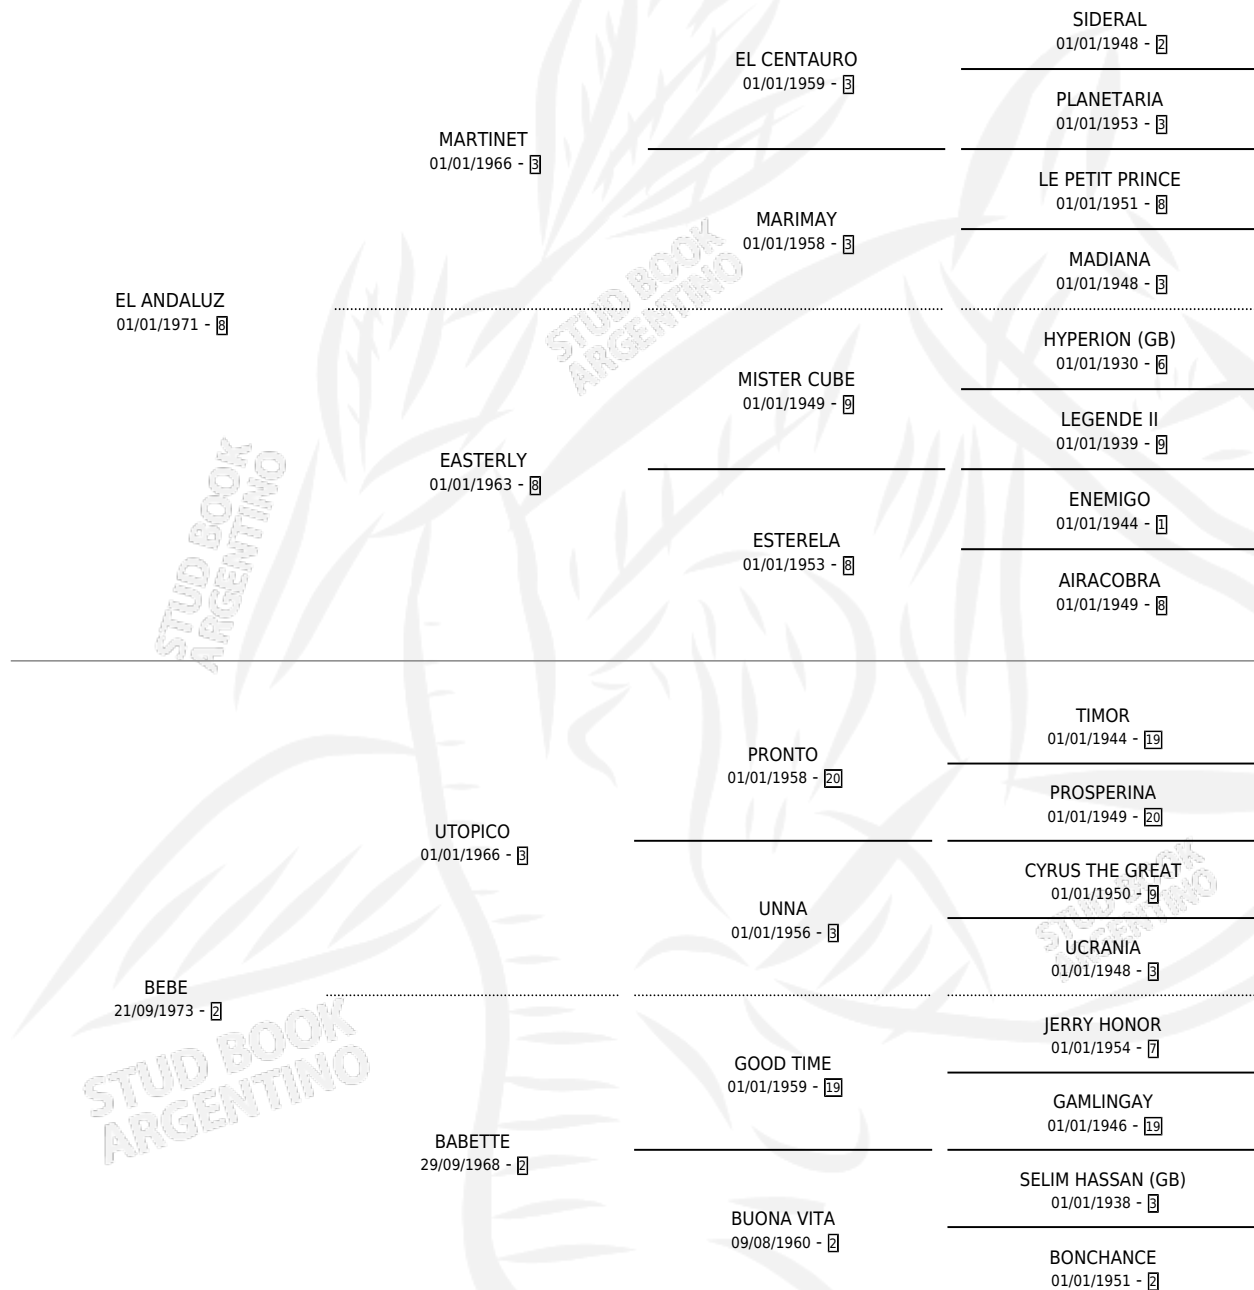 SIDERAL
01/01/1948 - 2
EL CENTAURO
01/01/1959 - 3
PLANETARIA
01/01/1953 - 3
MARTINET
01/01/1966 - 3
LE PETIT PRINCE
01/01/1951 - 8
MARIMAY
01/01/1958 - 3
MADIANA
01/01/1948 - 3
EL ANDALUZ
01/01/1971 - 8
HYPERION (GB)
01/01/1930 - 6
MISTER CUBE
01/01/1949 - 9
LEGENDE II
01/01/1939 - 9
EASTERLY
01/01/1963 - 8
ENEMIGO
01/01/1944 - 1
ESTERELA
01/01/1953 - 8
AIRACOBRA
01/01/1949 - 8
TIMOR
01/01/1944 - 19
PRONTO
01/01/1958 - 20
PROSPERINA
01/01/1949 - 20
UTOPICO
01/01/1966 - 3
CYRUS THE GREAT
01/01/1950 - 9
UNNA
01/01/1956 - 3
UCRANIA
01/01/1948 - 3
BEBE
21/09/1973 - 2
JERRY HONOR
01/01/1954 - 7
GOOD TIME
01/01/1959 - 19
GAMLINGAY
01/01/1946 - 19
BABETTE
29/09/1968 - 2
SELIM HASSAN (GB)
01/01/1938 - 3
BUONA VITA
09/08/1960 - 2
BONCHANCE
01/01/1951 - 2
STUD BOOK
ARGENTINO
STUD BOOK
ARGENTINO
STUD BOOK
ARGENTINO
STUD BOOK
ARGENTINO